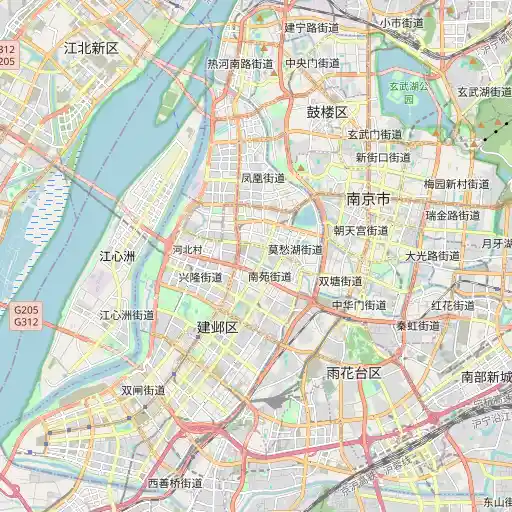 建宁路街道
小市街道
江北新区
G312
G205
热河南路街道
中央门街道
沪宁
玄武湖公
园
玄武湖街道
鼓楼区
玄武门街道
新街口街道
凤凰街道
梅园新村街道
南京市
瑞金路街道
朝天宫街道
月牙
河北村
莫愁湖街道
江心洲
大光路街道
兴隆街道
南苑街道
双塘街道
G205
G312
江心洲街道
中华门街道
红花街道
建邺区
秦虹街道
雨花台区
南部新城
双闸街道
沪宁沿江
西善桥街道
东山街